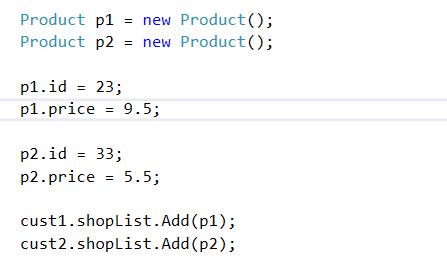 Product p1 = new Product();
Product p2 = new Product();
p1.id = 23;
p1.price = 9.5;
p2.id = 33;
p2.price = 5.5;
cust1.shopList.Add(p1);
cust2.shopList.Add(p2);